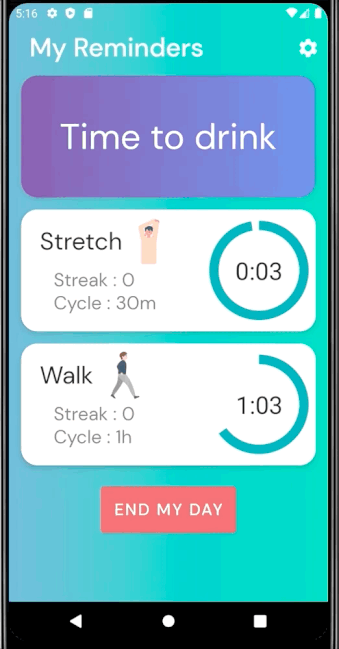 5:16
My Reminders
Time to drink
Stretch
Streak : 0
Cycle : 30m
0:03
Walk
Streak : 0
Cycle : 1h
1:03
END MY DAY